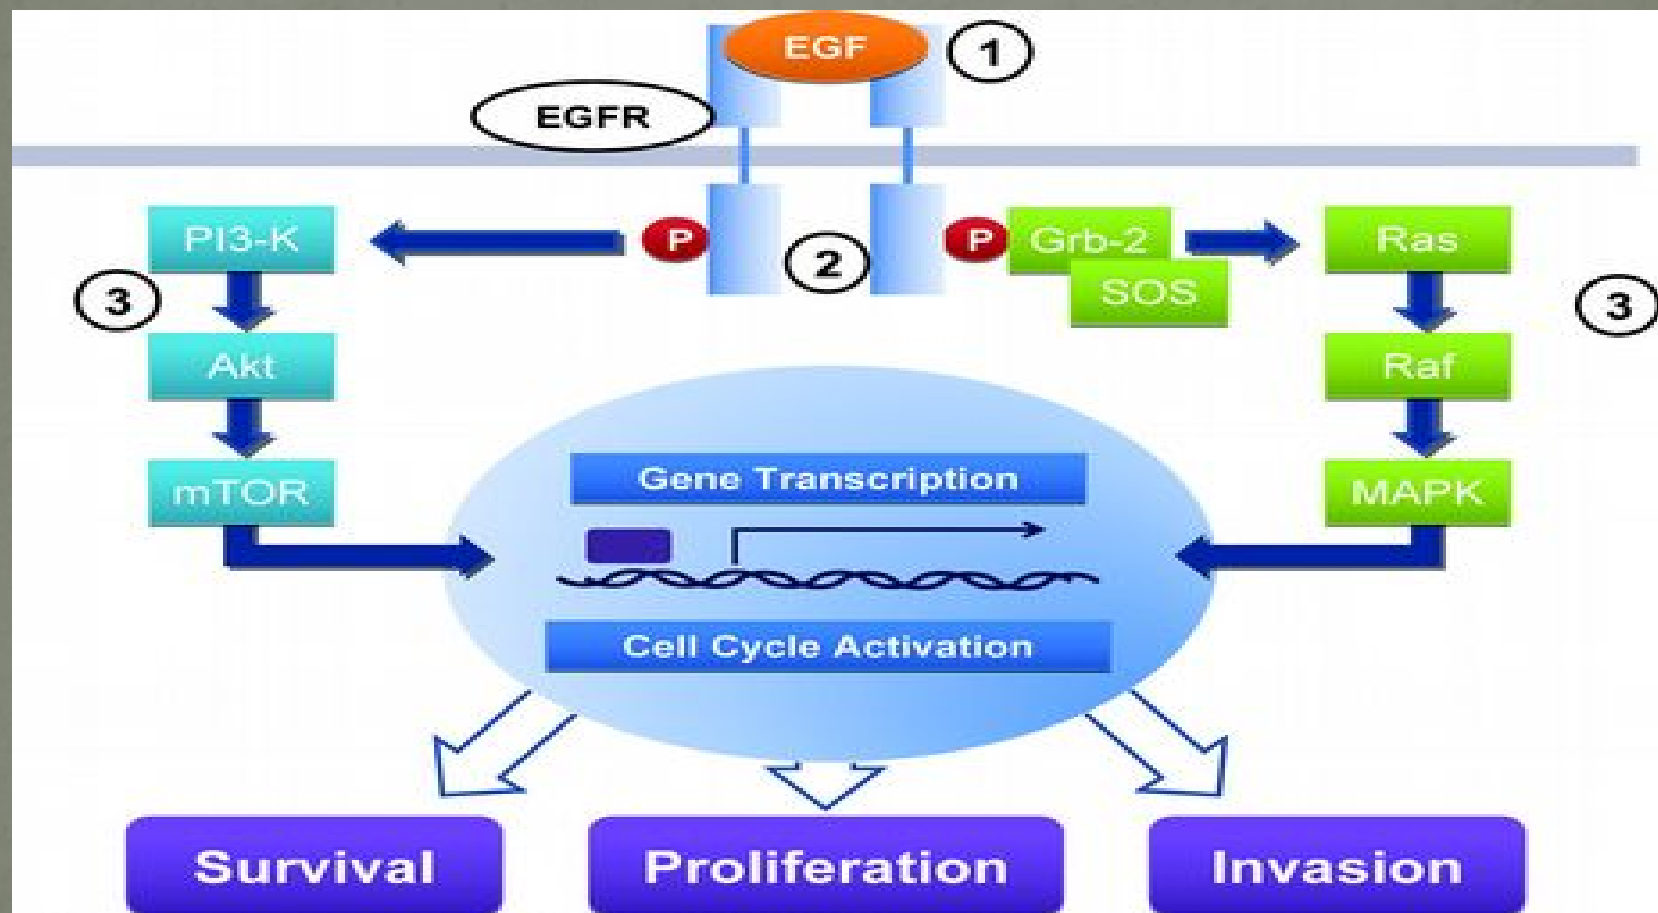 EGF
1
EGFR
PI3-K
P
2
P
Grb-2
SOS
Ras
3
3
Akt
Raf
mTOR
MAPK
Gene Transcription
Cell Cycle Activation
Survival
Proliferation
Invasion